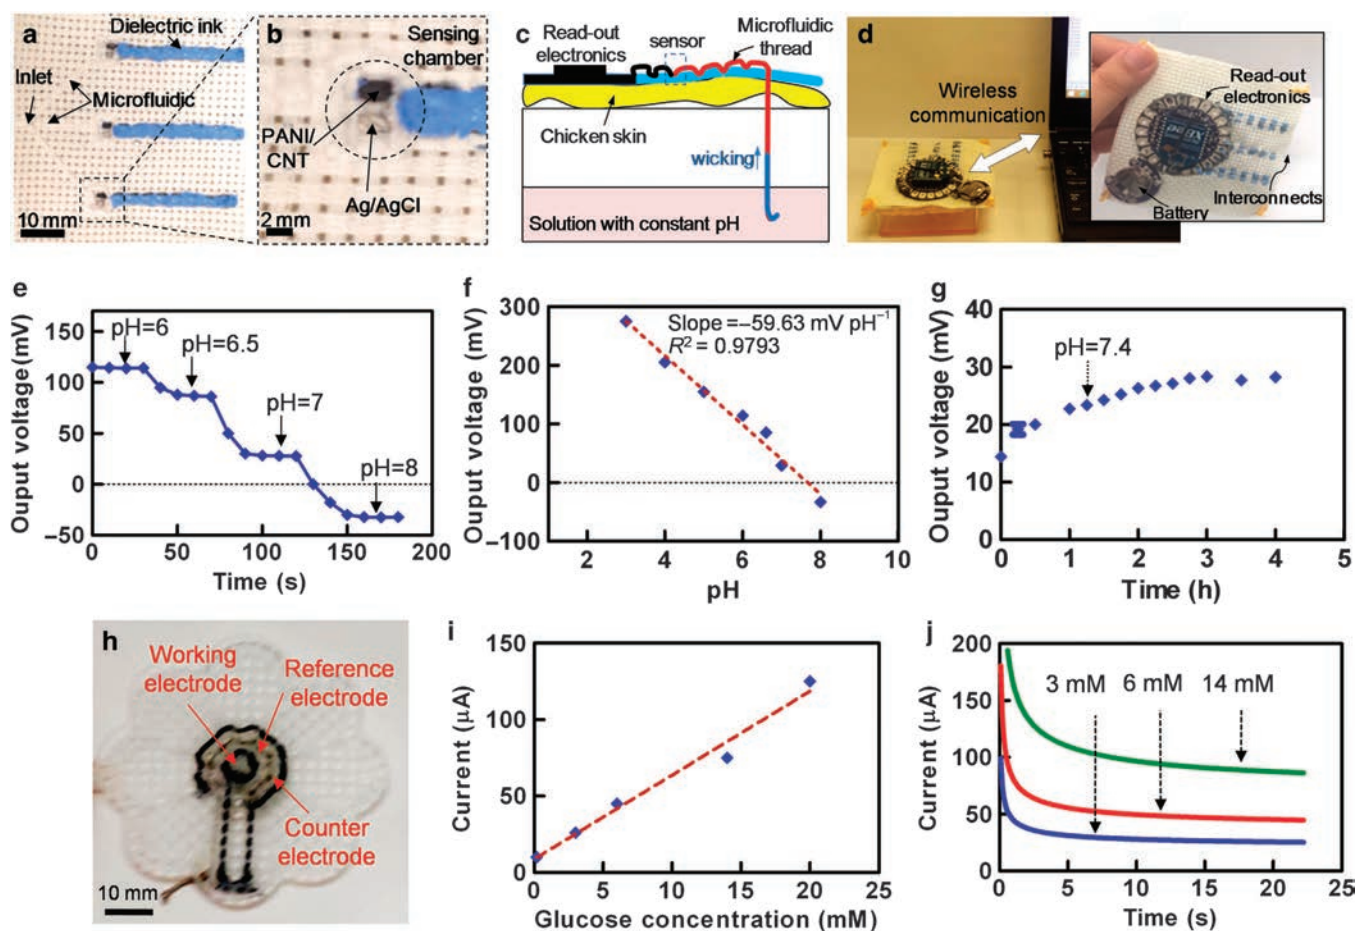 a
Dielectric ink
Inlet
Microfluidic
10 mm
b
Sensing
chamber
PANI/
CNT
Ag/AgCl
2 mm
c
Read-out
electronics
sensor
Microfluidic
thread
Chicken skin
wicking
Solution with constant pH
d
Wireless
communication
Read-out
electronics
Interconnects
Battery
e
Ouput voltage(mV)
100
50
0
–50
pH=6
pH=6.5
pH=7
pH=8
0 50 100 150 200
Time (s)
f
Ouput voltage (mV)
300
200
100
0
–100
Slope =–59.63 mV pH⁻¹
R² = 0.9793
2 4 6 8 10
pH
g
Ouput voltage (mV)
40
30
20
10
0
pH=7.4
0 1 2 3 4 5
Time (h)
h
Working
electrode
Reference
electrode
Counter
electrode
10 mm
i
Current (µA)
150
100
50
0
0 5 10 15 20 25
Glucose concentration (mM)
j
Current (µA)
200
150
100
50
0
3 mM 6 mM 14 mM
0 5 10 15 20 25
Time (s)